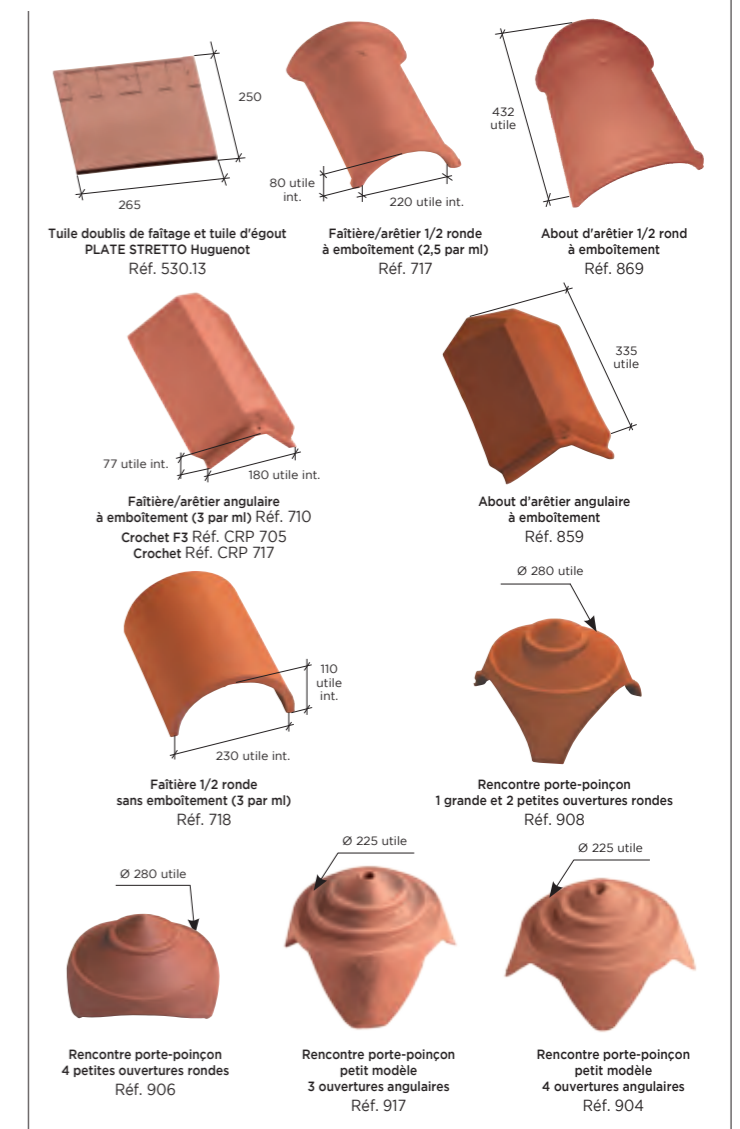 250
265
Tuile doublis de faîtage et tuile d'égout
PLATE STRETTO Huguenot
Réf. 530.13
80 utile
int.
220 utile int.
Faîtière/arêtier 1/2 ronde
à emboîtement (2,5 par ml)
Réf. 717
432
utile
About d'arêtier 1/2 rond
à emboîtement
Réf. 869
77 utile int.
180 utile int.
Faîtière/arêtier angulaire
à emboîtement (3 par ml) Réf. 710
Crochet F3 Réf. CRP 705
Crochet Réf. CRP 717
335
utile
About d'arêtier angulaire
à emboîtement
Réf. 859
110
utile
int.
230 utile int.
Faîtière 1/2 ronde
sans emboîtement (3 par ml)
Réf. 718
Ø 280 utile
Rencontre porte-poinçon
1 grande et 2 petites ouvertures rondes
Réf. 908
Ø 280 utile
Rencontre porte-poinçon
4 petites ouvertures rondes
Réf. 906
Ø 225 utile
Rencontre porte-poinçon
petit modèle
3 ouvertures angulaires
Réf. 917
Ø 225 utile
Rencontre porte-poinçon
petit modèle
4 ouvertures angulaires
Réf. 904